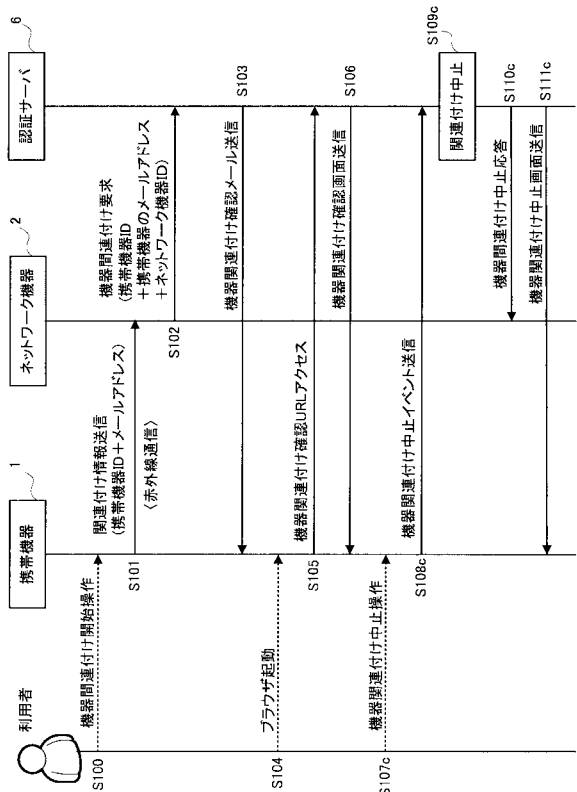 利用者
携帯機器
1
ネットワーク機器
2
認証サーバ
6
S100
機器間連付け開始操作
S101
関連付け情報送信
(携帯機器ID+メールアドレス)
〈赤外線通信〉
S102
機器間連付け要求
(携帯機器ID
+携帯機器のメールアドレス
+ネットワーク機器ID)
機器関連付け確認メール送信
S103
S104
ブラウザ起動
S105
機器関連付け確認URLアクセス
機器関連付け確認画面送信
S106
S107c
機器関連付け中止操作
S108c
機器関連付け中止イベント送信
関連付け中止
S109c
機器間連付け中止応答
S110c
機器関連付け中止画面送信
S111c